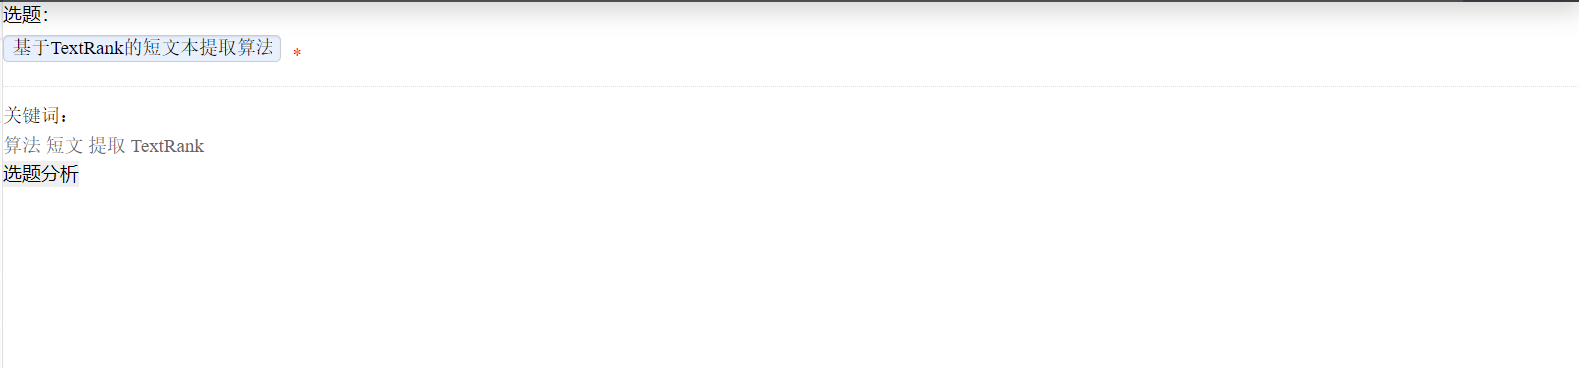 选题：
基于TextRank的短文本提取算法 *
关键词：
算法 短文 提取 TextRank
选题分析